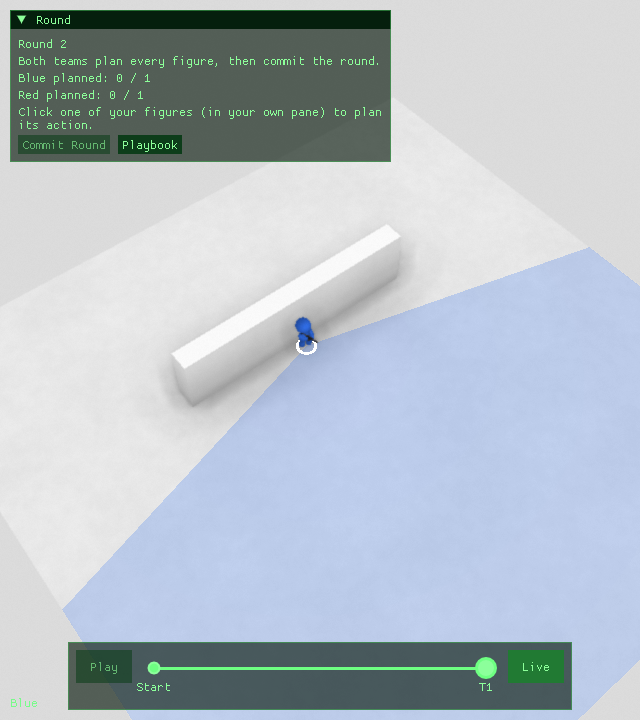 Round
Round 2
Both teams plan every figure, then commit the round.
Blue planned: 0 / 1
Red planned: 0 / 1
Click one of your figures (in your own pane) to plan
its action.
Commit Round Playbook
Play
Live
Start
T1
Blue